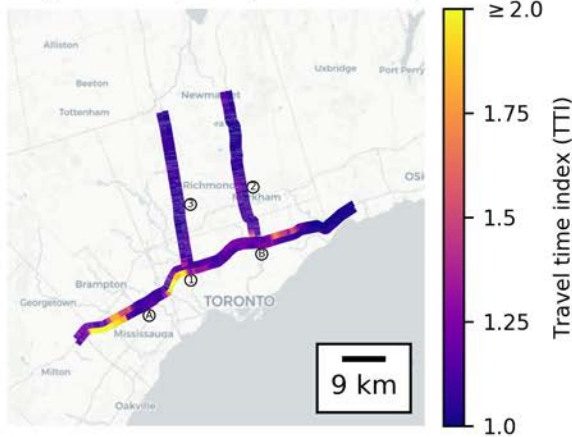 ≥ 2.0
Alliston
Uxbridge
Port Perry
Beeton
Newmarket
Tottenham
1.75
Richmond
2
Markham
3
1.5
B
1
Brampton
TORONTO
Georgetown
A
Mississauga
1.25
Milton
9 km
Oakville
1.0
Travel time index (TTI)